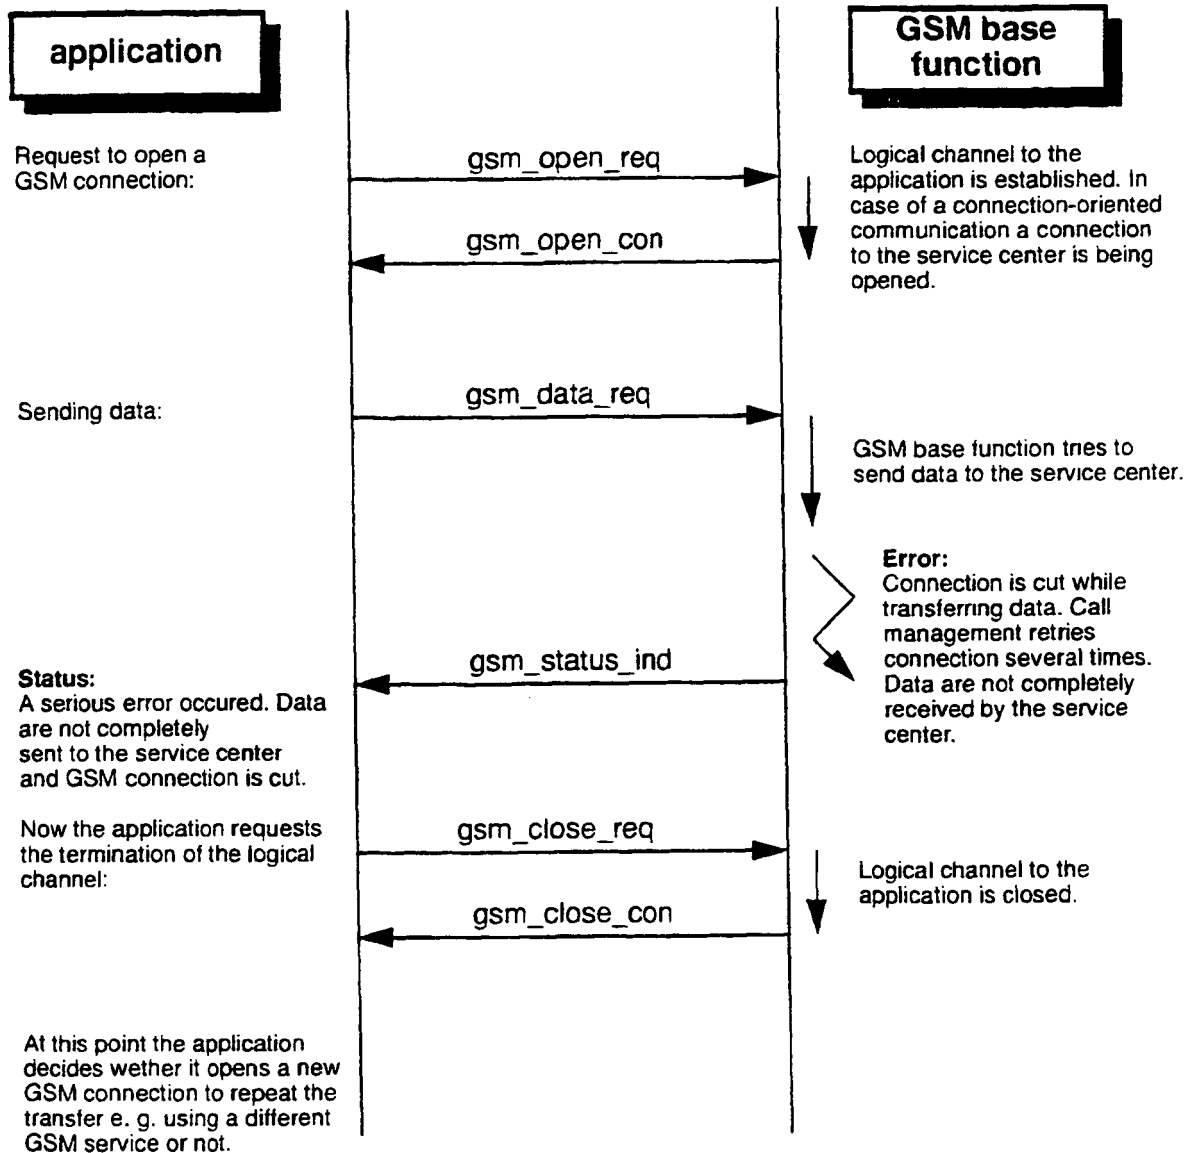 application
GSM base
function
Request to open a
GSM connection:
gsm_open_req
Logical channel to the
application is established. In
case of a connection-oriented
communication a connection
to the service center is being
opened.
gsm_open_con
Sending data:
gsm_data_req
GSM base function tries to
send data to the service center.
Error:
Connection is cut while
transferring data. Call
management retries
connection several times.
Data are not completely
received by the service
center.
gsm_status_ind
Status:
A serious error occured. Data
are not completely
sent to the service center
and GSM connection is cut.
Now the application requests
the termination of the logical
channel:
gsm_close_req
Logical channel to the
application is closed.
gsm_close_con
At this point the application
decides wether it opens a new
GSM connection to repeat the
transfer e. g. using a different
GSM service or not.